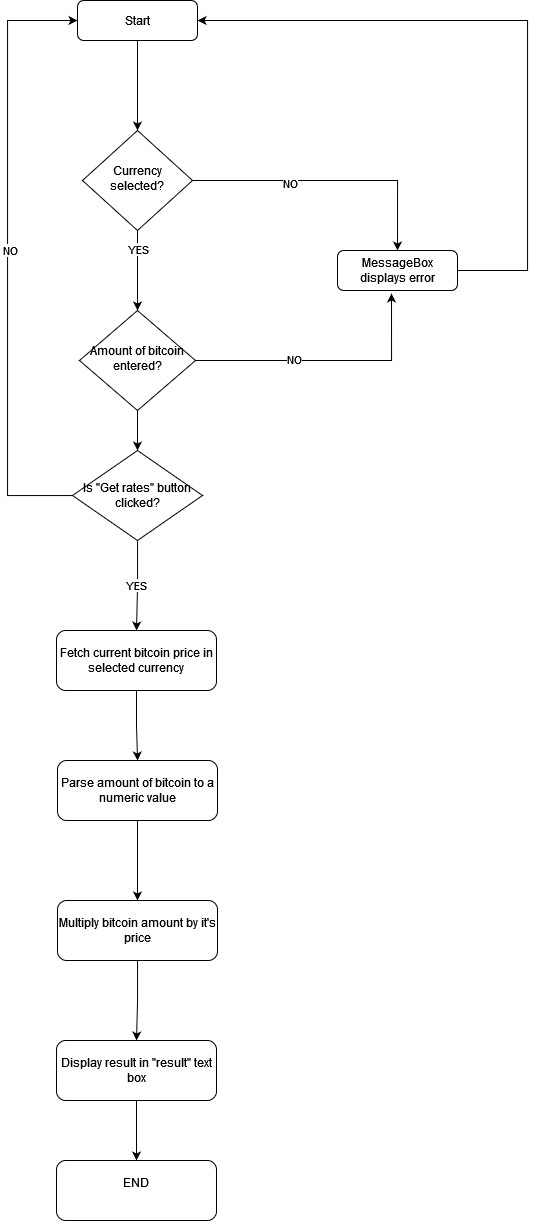 Start
Currency
selected?
NO
YES
NO
MessageBox
displays error
Amount of bitcoin
entered?
NO
Is "Get rates" button
clicked?
YES
Fetch current bitcoin price in
selected currency
Parse amount of bitcoin to a
numeric value
Multiply bitcoin amount by it's
price
Display result in "result" text
box
END